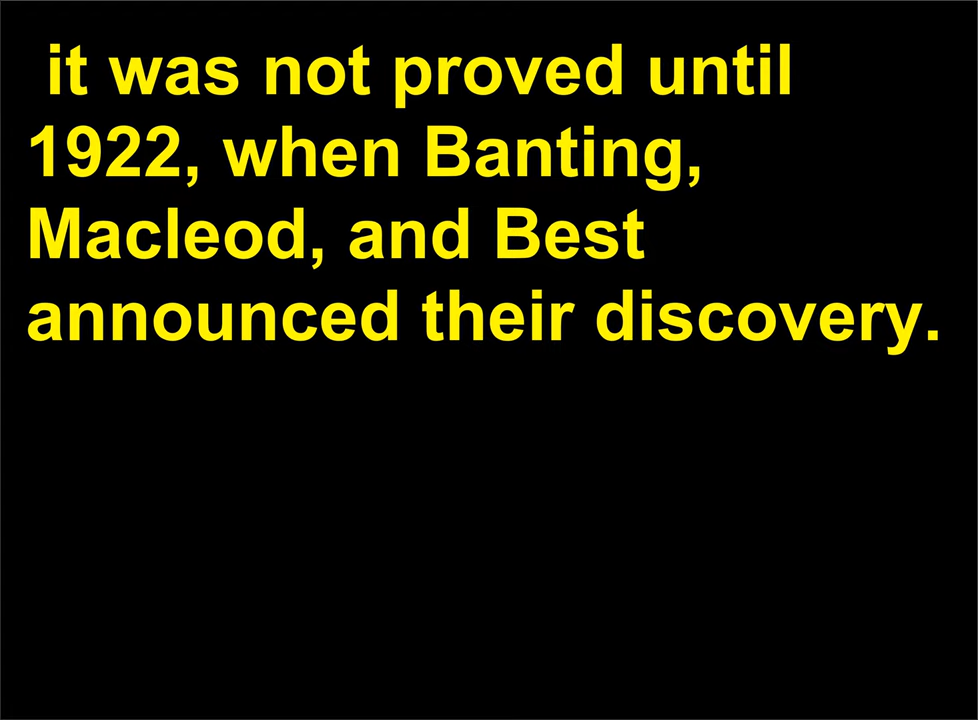 it was not proved until
1922, when Banting,
Macleod, and Best
announced their discovery.